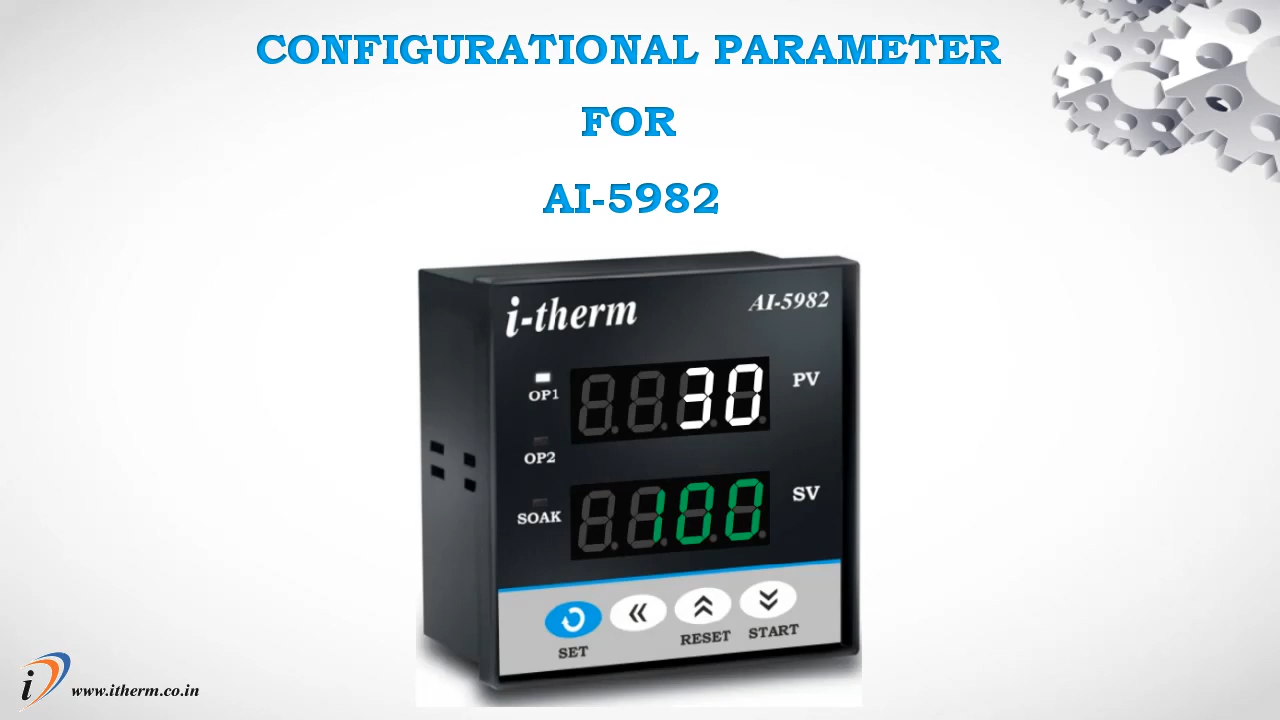 CONFIGURATIONAL PARAMETER
FOR
AI-5982
i-therm AI-5982
OP1 30 PV
OP2
SOAK 100 SV
RESET START
SET
i www.itherm.co.in